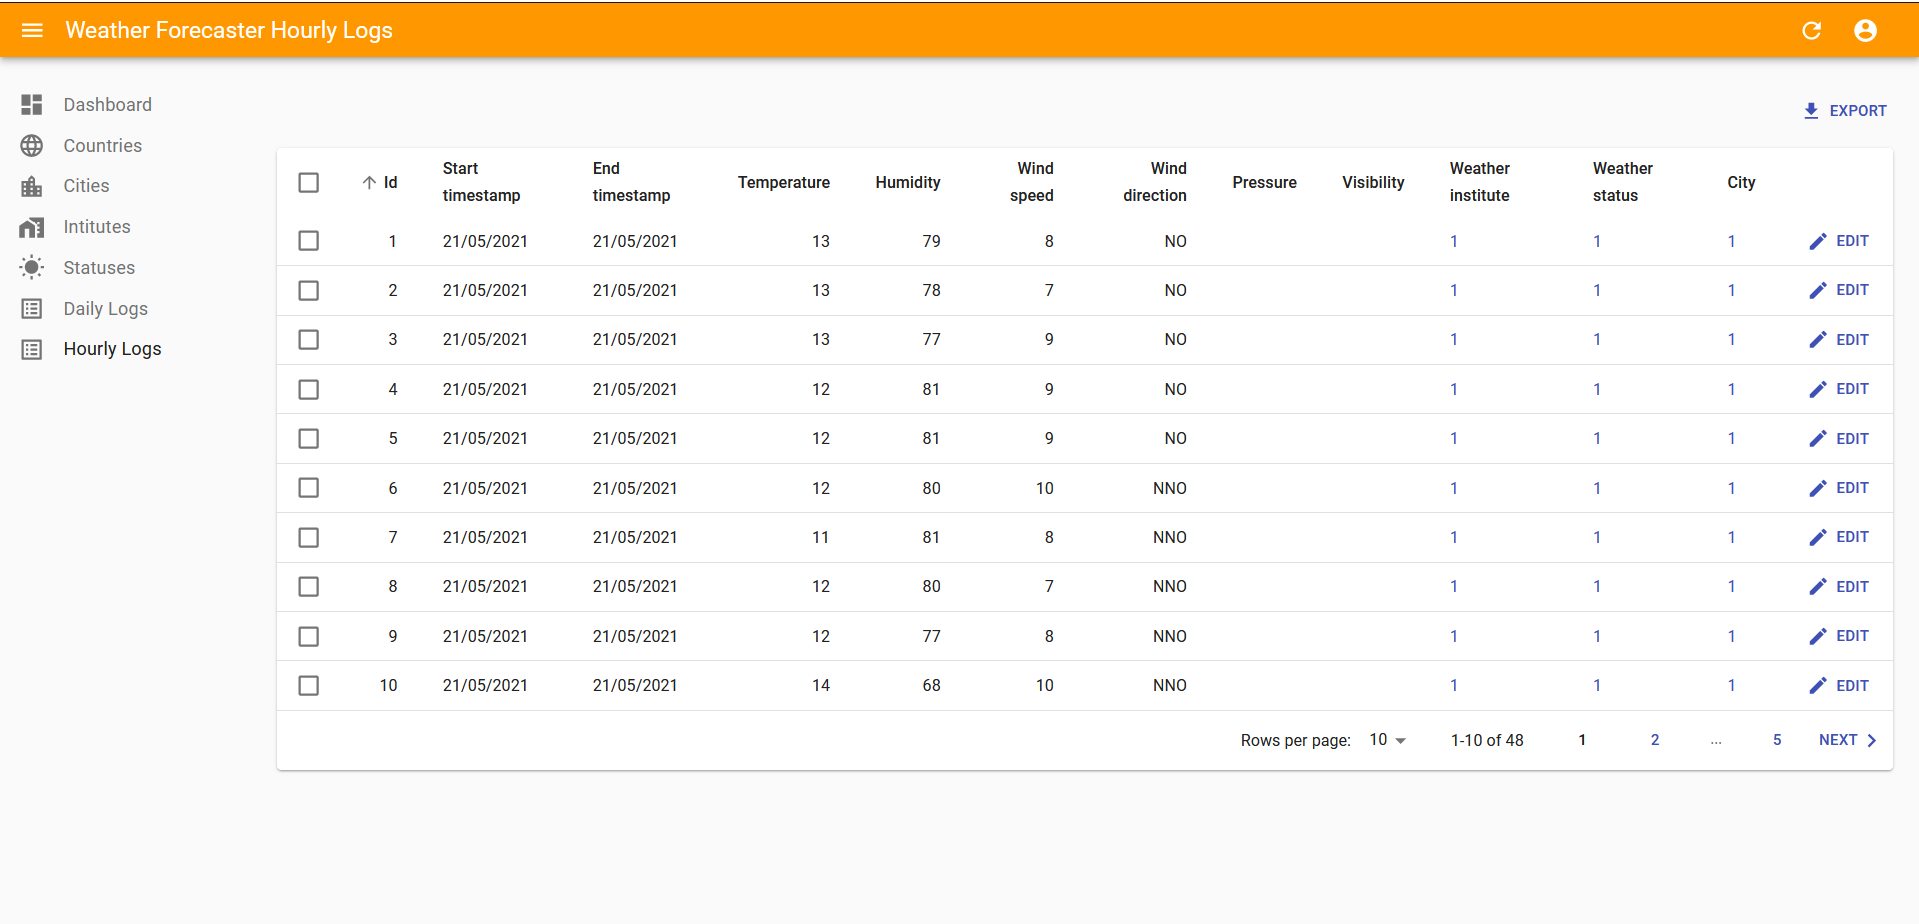 Weather Forecaster Hourly Logs
Dashboard
Countries
Cities
Intitutes
Statuses
Daily Logs
Hourly Logs
EXPORT
Id Start timestamp End timestamp Temperature Humidity Wind speed Wind direction Pressure Visibility Weather institute Weather status City
1 21/05/2021 21/05/2021 13 79 8 NO 1 1 1 EDIT
2 21/05/2021 21/05/2021 13 78 7 NO 1 1 1 EDIT
3 21/05/2021 21/05/2021 13 77 9 NO 1 1 1 EDIT
4 21/05/2021 21/05/2021 12 81 9 NO 1 1 1 EDIT
5 21/05/2021 21/05/2021 12 81 9 NO 1 1 1 EDIT
6 21/05/2021 21/05/2021 12 80 10 NNO 1 1 1 EDIT
7 21/05/2021 21/05/2021 11 81 8 NNO 1 1 1 EDIT
8 21/05/2021 21/05/2021 12 80 7 NNO 1 1 1 EDIT
9 21/05/2021 21/05/2021 12 77 8 NNO 1 1 1 EDIT
10 21/05/2021 21/05/2021 14 68 10 NNO 1 1 1 EDIT
Rows per page: 10 1-10 of 48 1 2 ... 5 NEXT